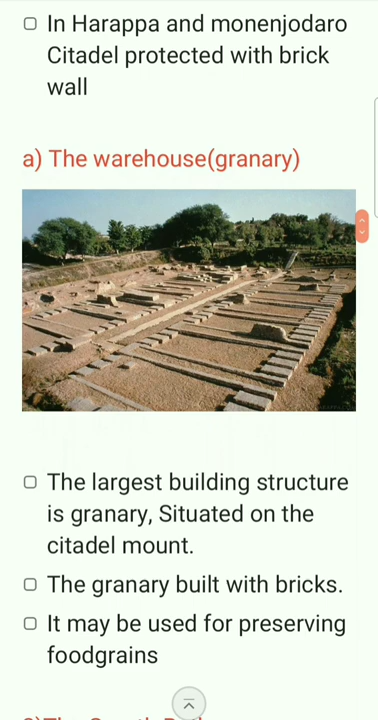 In Harappa and monenjodaro
Citadel protected with brick
wall
a) The warehouse(granary)
The largest building structure
is granary, Situated on the
citadel mount.
The granary built with bricks.
It may be used for preserving
foodgrains